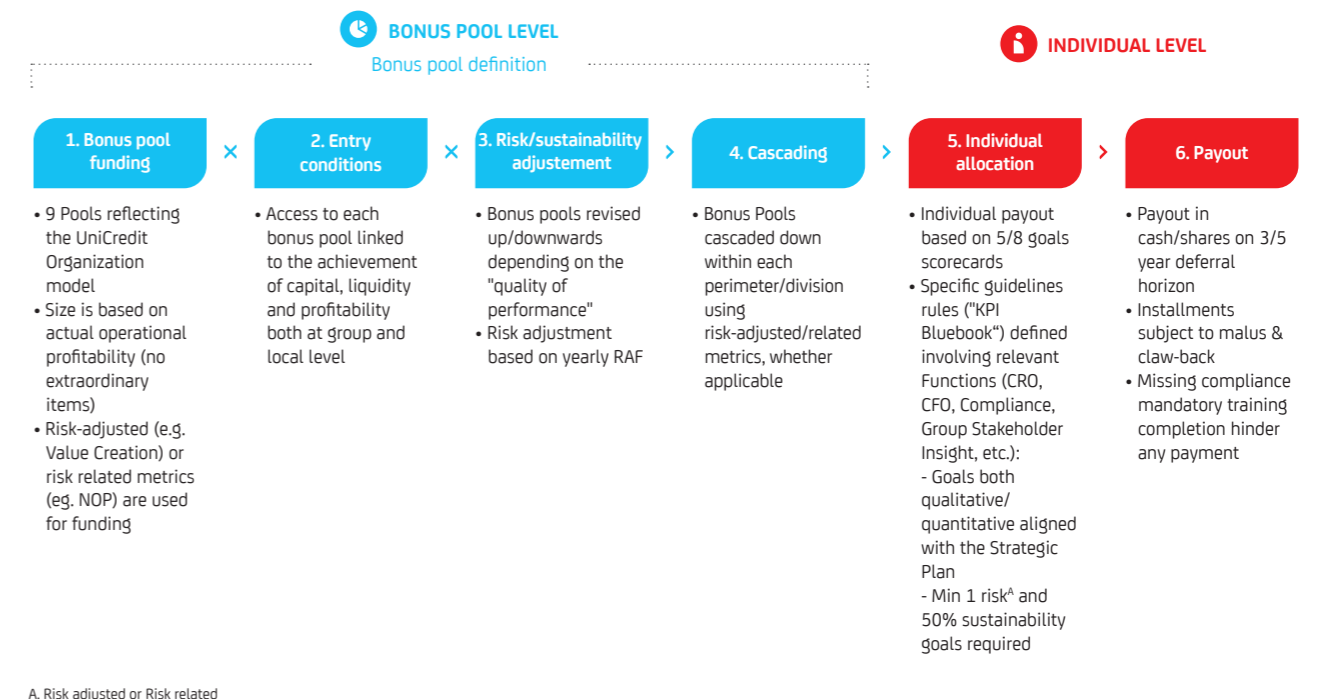 BONUS POOL LEVEL
Bonus pool definition
INDIVIDUAL LEVEL
1. Bonus pool
funding
×
2. Entry
conditions
×
3. Risk/sustainability
adjustement
>
4. Cascading
>
5. Individual
allocation
>
6. Payout
• 9 Pools reflecting
the UniCredit
Organization
model
• Size is based on
actual operational
profitability (no
extraordinary
items)
• Risk-adjusted (e.g.
Value Creation) or
risk related metrics
(eg. NOP) are used
for funding
• Access to each
bonus pool linked
to the achievement
of capital, liquidity
and profitability
both at group and
local level
• Bonus pools revised
up/downwards
depending on the
"quality of
performance"
• Risk adjustment
based on yearly RAF
• Bonus Pools
cascaded down
within each
perimeter/division
using
risk-adjusted/related
metrics, whether
applicable
• Individual payout
based on 5/8 goals
scorecards
• Specific guidelines
rules ("KPI
Bluebook“) defined
involving relevant
Functions (CRO,
CFO, Compliance,
Group Stakeholder
Insight, etc.):
- Goals both
qualitative/
quantitative aligned
with the Strategic
Plan
- Min 1 riskᴬ and
50% sustainability
goals required
• Payout in
cash/shares on 3/5
year deferral
horizon
• Installments
subject to malus &
claw-back
• Missing compliance
mandatory training
completion hinder
any payment
A. Risk adjusted or Risk related